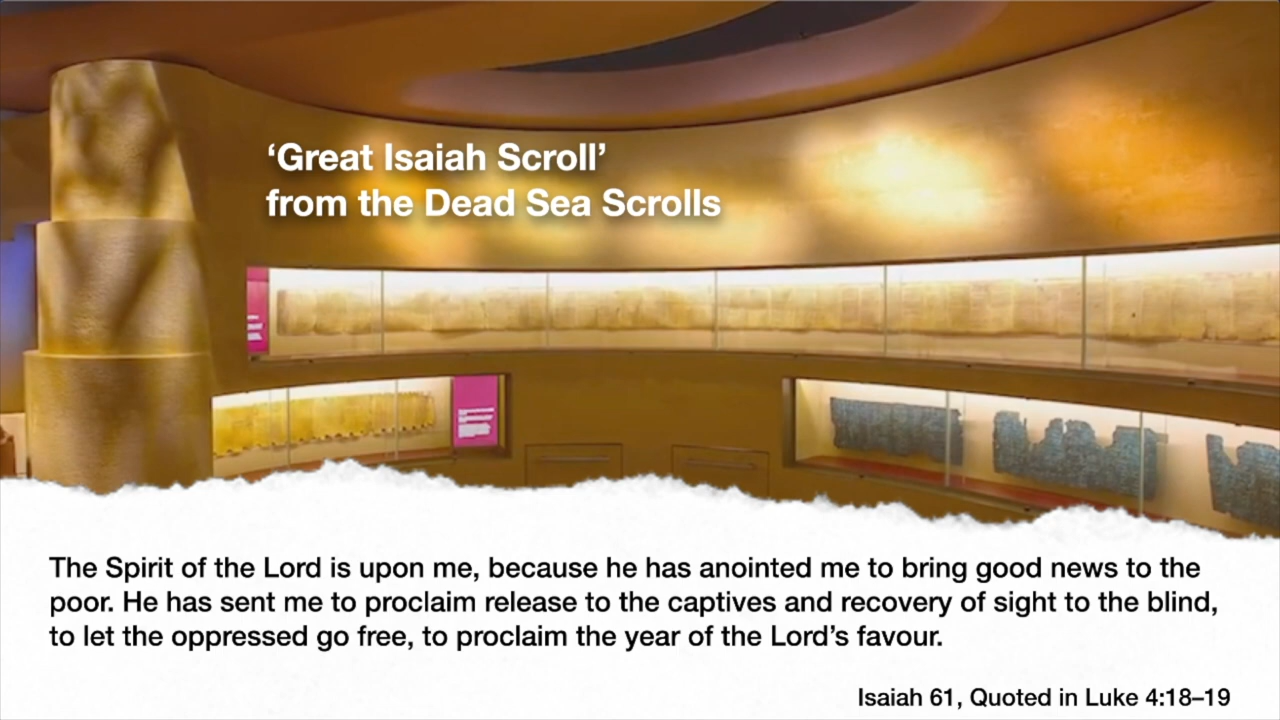 ‘Great Isaiah Scroll’
from the Dead Sea Scrolls
The Spirit of the Lord is upon me, because he has anointed me to bring good news to the
poor. He has sent me to proclaim release to the captives and recovery of sight to the blind,
to let the oppressed go free, to proclaim the year of the Lord’s favour.
Isaiah 61, Quoted in Luke 4:18–19